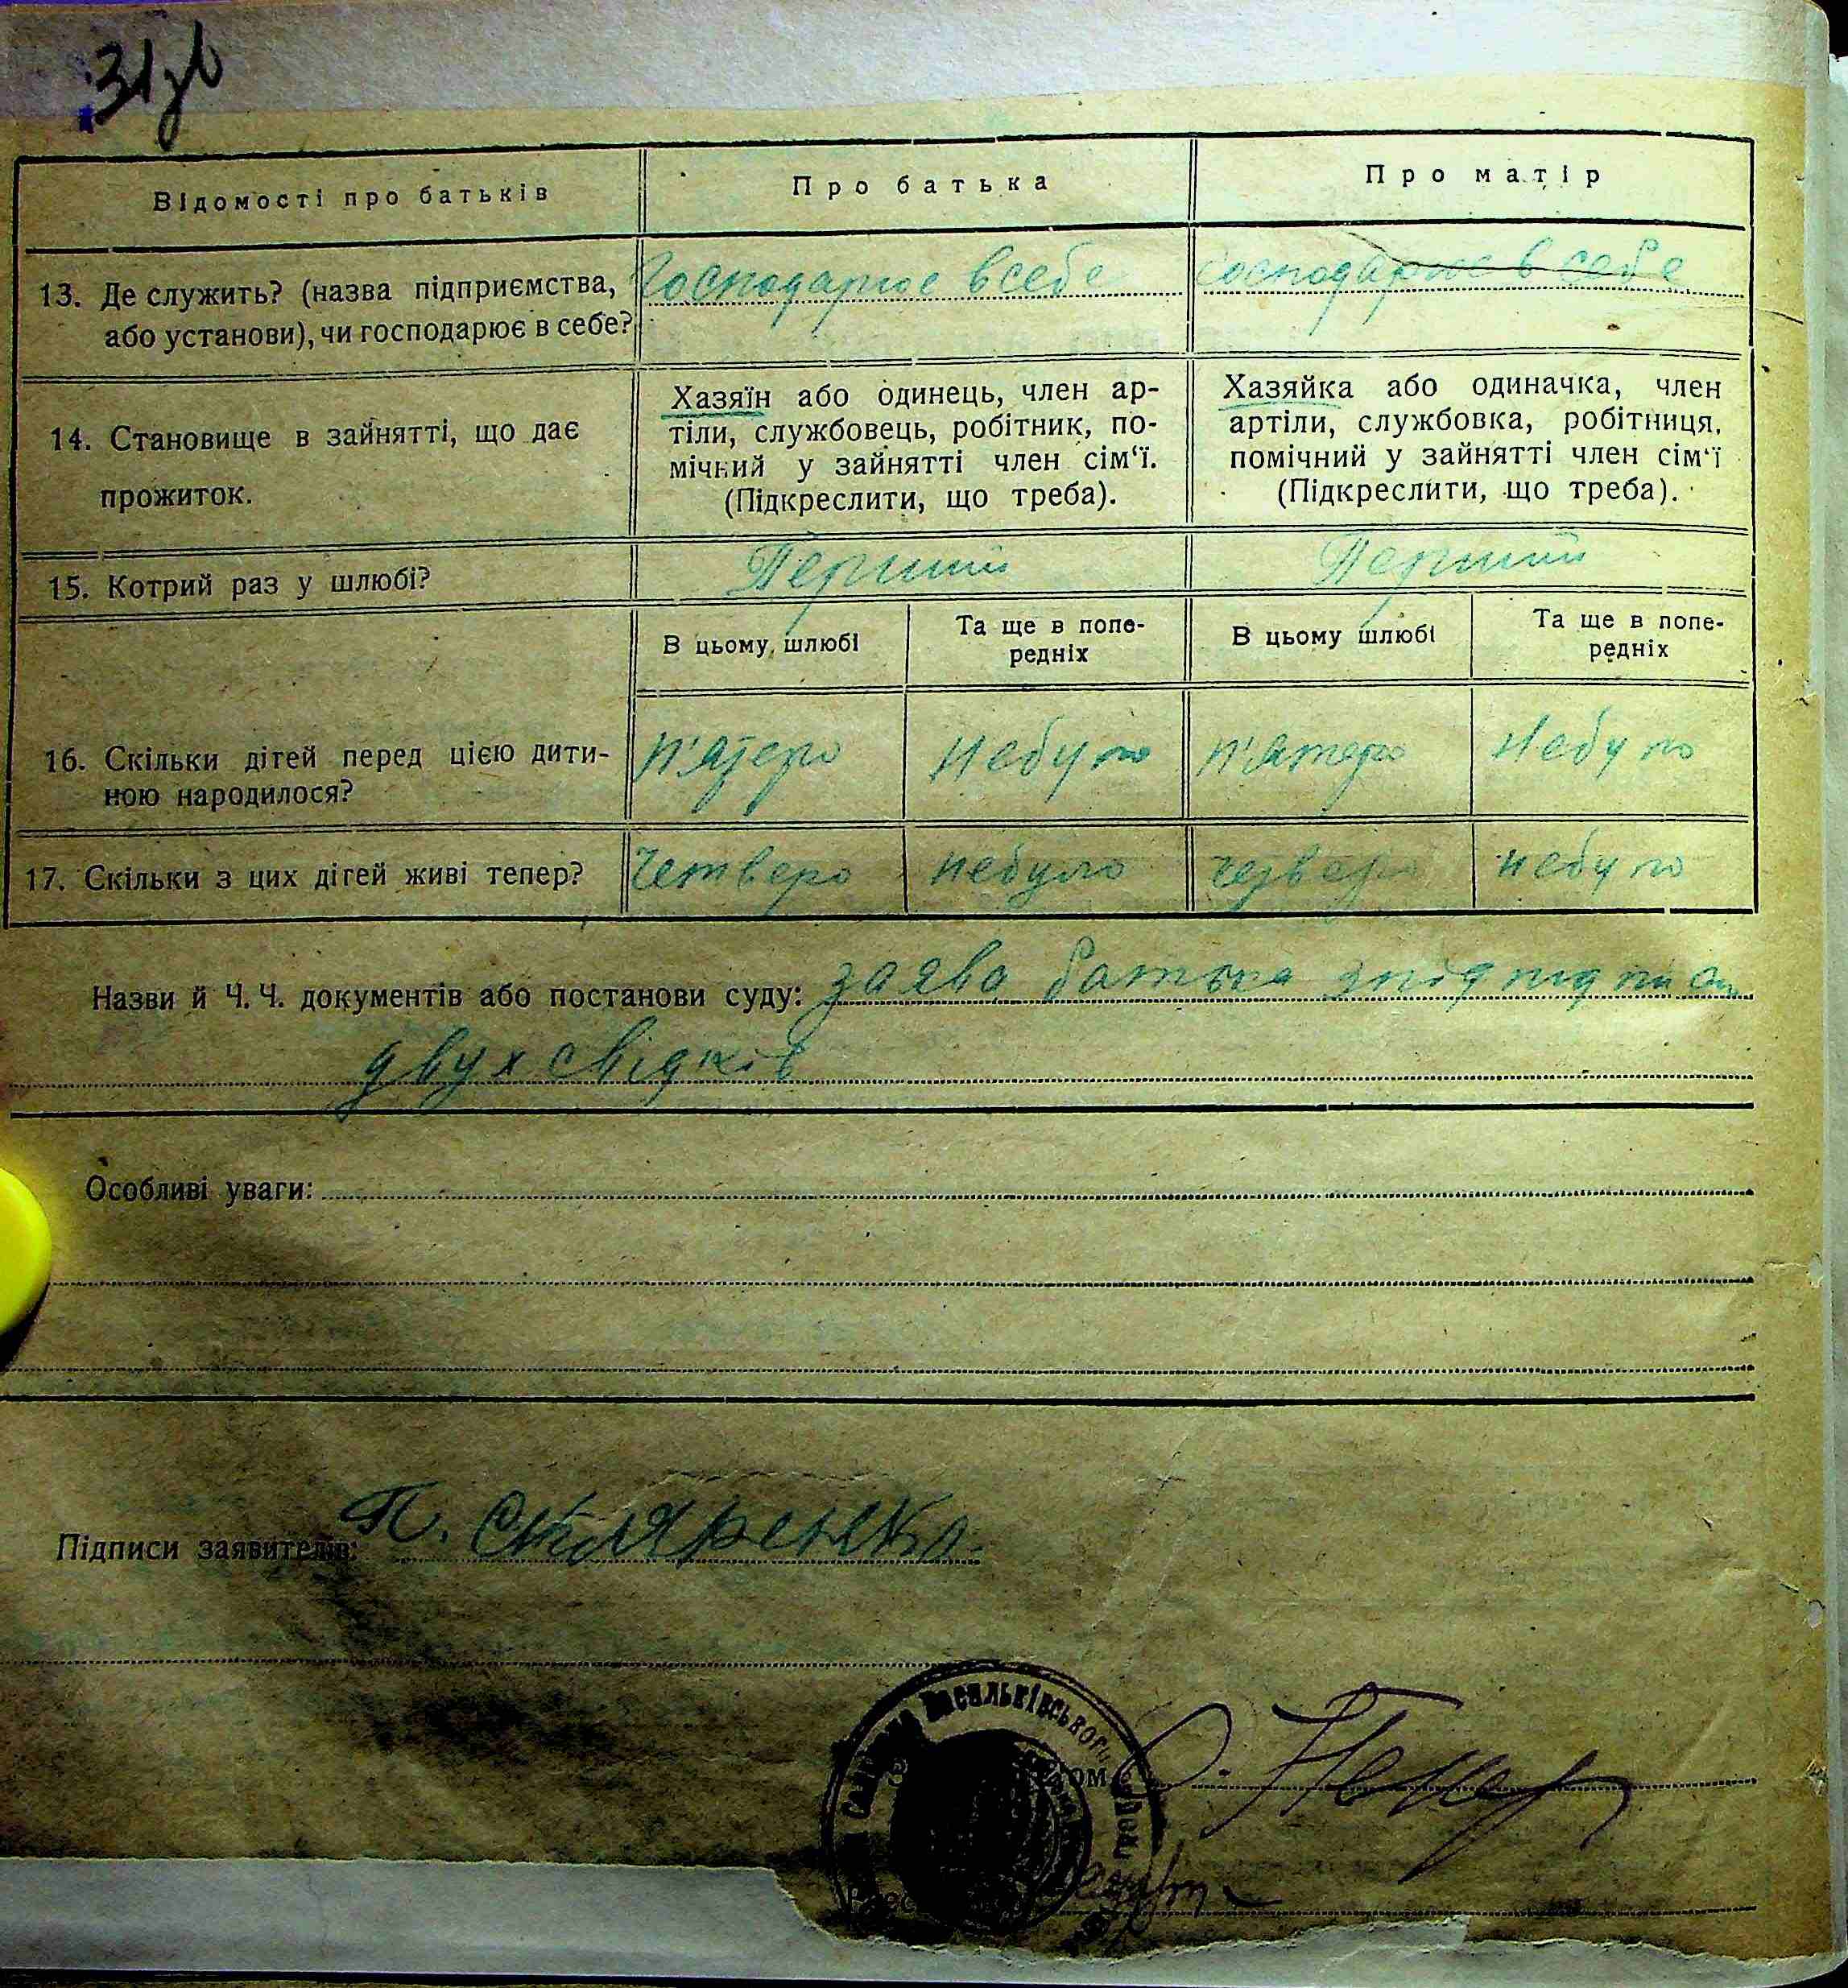 31зв
Відомості про батьків
Про батька
Про матір
13. Де служить? (назва підприємства,
або установи), чи господарює в себе?
Господарює в себе
Господарює в себе
14. Становище в зайнятті, що дає
прожиток.
Хазяїн або одинець, член ар-
тіли, службовець, робітник, по-
мічний у зайнятті член сім'ї.
(Підкреслити, що треба).
Хазяйка або одиначка, член
артіли, службовка, робітниця,
помічний у зайнятті член сім'ї
(Підкреслити, що треба).
15. Котрий раз у шлюбі?
Перший
Перший
В цьому шлюбі
Та ще в попе-
редніх
В цьому шлюбі
Та ще в попе-
редніх
16. Скільки дітей перед цією дити-
ною народилося?
п'ятеро
Небуло
п'ятеро
Небуло
17. Скільки з цих дітей живі тепер?
Четверо
небуло
четверо
небуло
Назви й Ч. Ч. документів або постанови суду: заява батька
двух свідків
Особливі уваги:
Підписи заявителів: П. Скляренко.
Васильківського